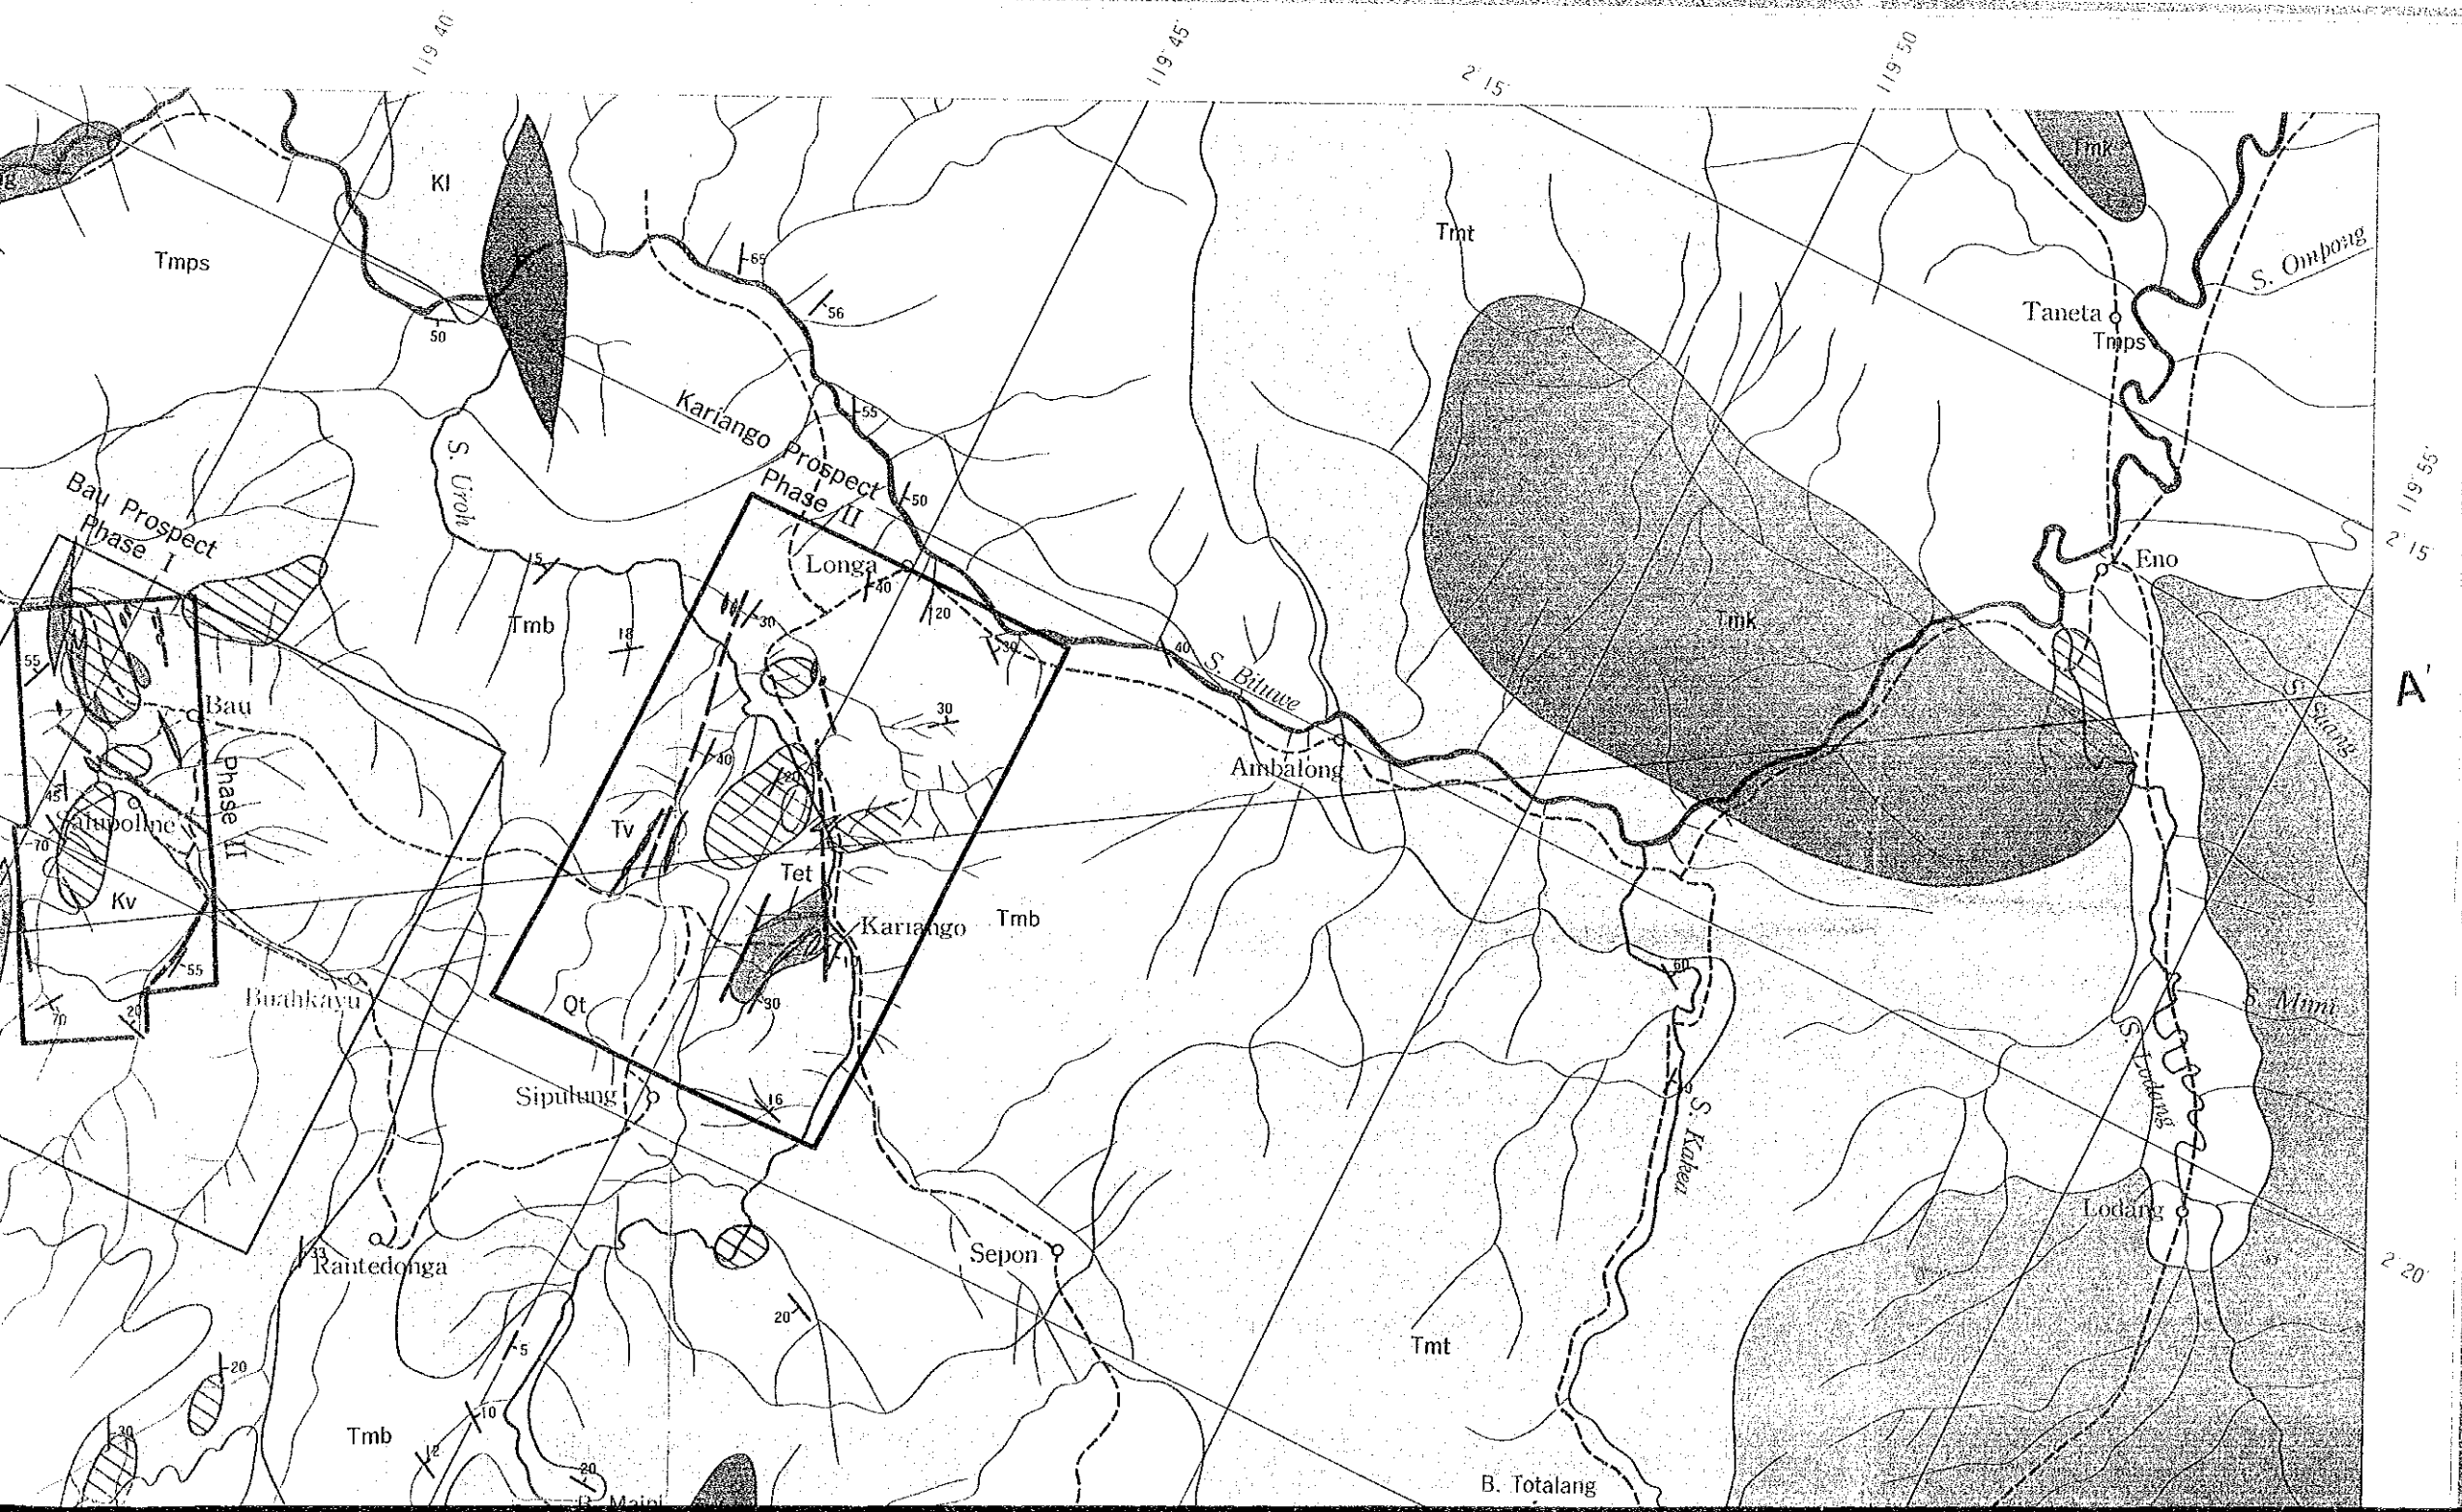 119 40'
119° 45'
2° 15'
119° 50'
Kl
Tmk
65
Tmt
S. Ompong
Tmps
56
Taneta
50
Tmps
Kariango Prospect
Phase II
55
S. Uroh
119° 55'
Bau Prospect
Phase I
50
2° 15'
15
Longa
40
Eno
20
Tmb
30
18
Tmk
30
40
S. Bituwe
55
A'
Bau
30
S. Suang
40
20
Ambalong
Phase II
45
Salupoline
70
Tv
Tet
Kv
Kariango
Tmb
55
60
Buahkayu
Qt
30
S. Mimi
70
20
S. Lodang
Sipulung
16
S. Kakea
Lodang
33
Rantedonga
Sepon
2° 20'
20
5
Tmt
20
10
30
Tmb
12
20
B. Totalang